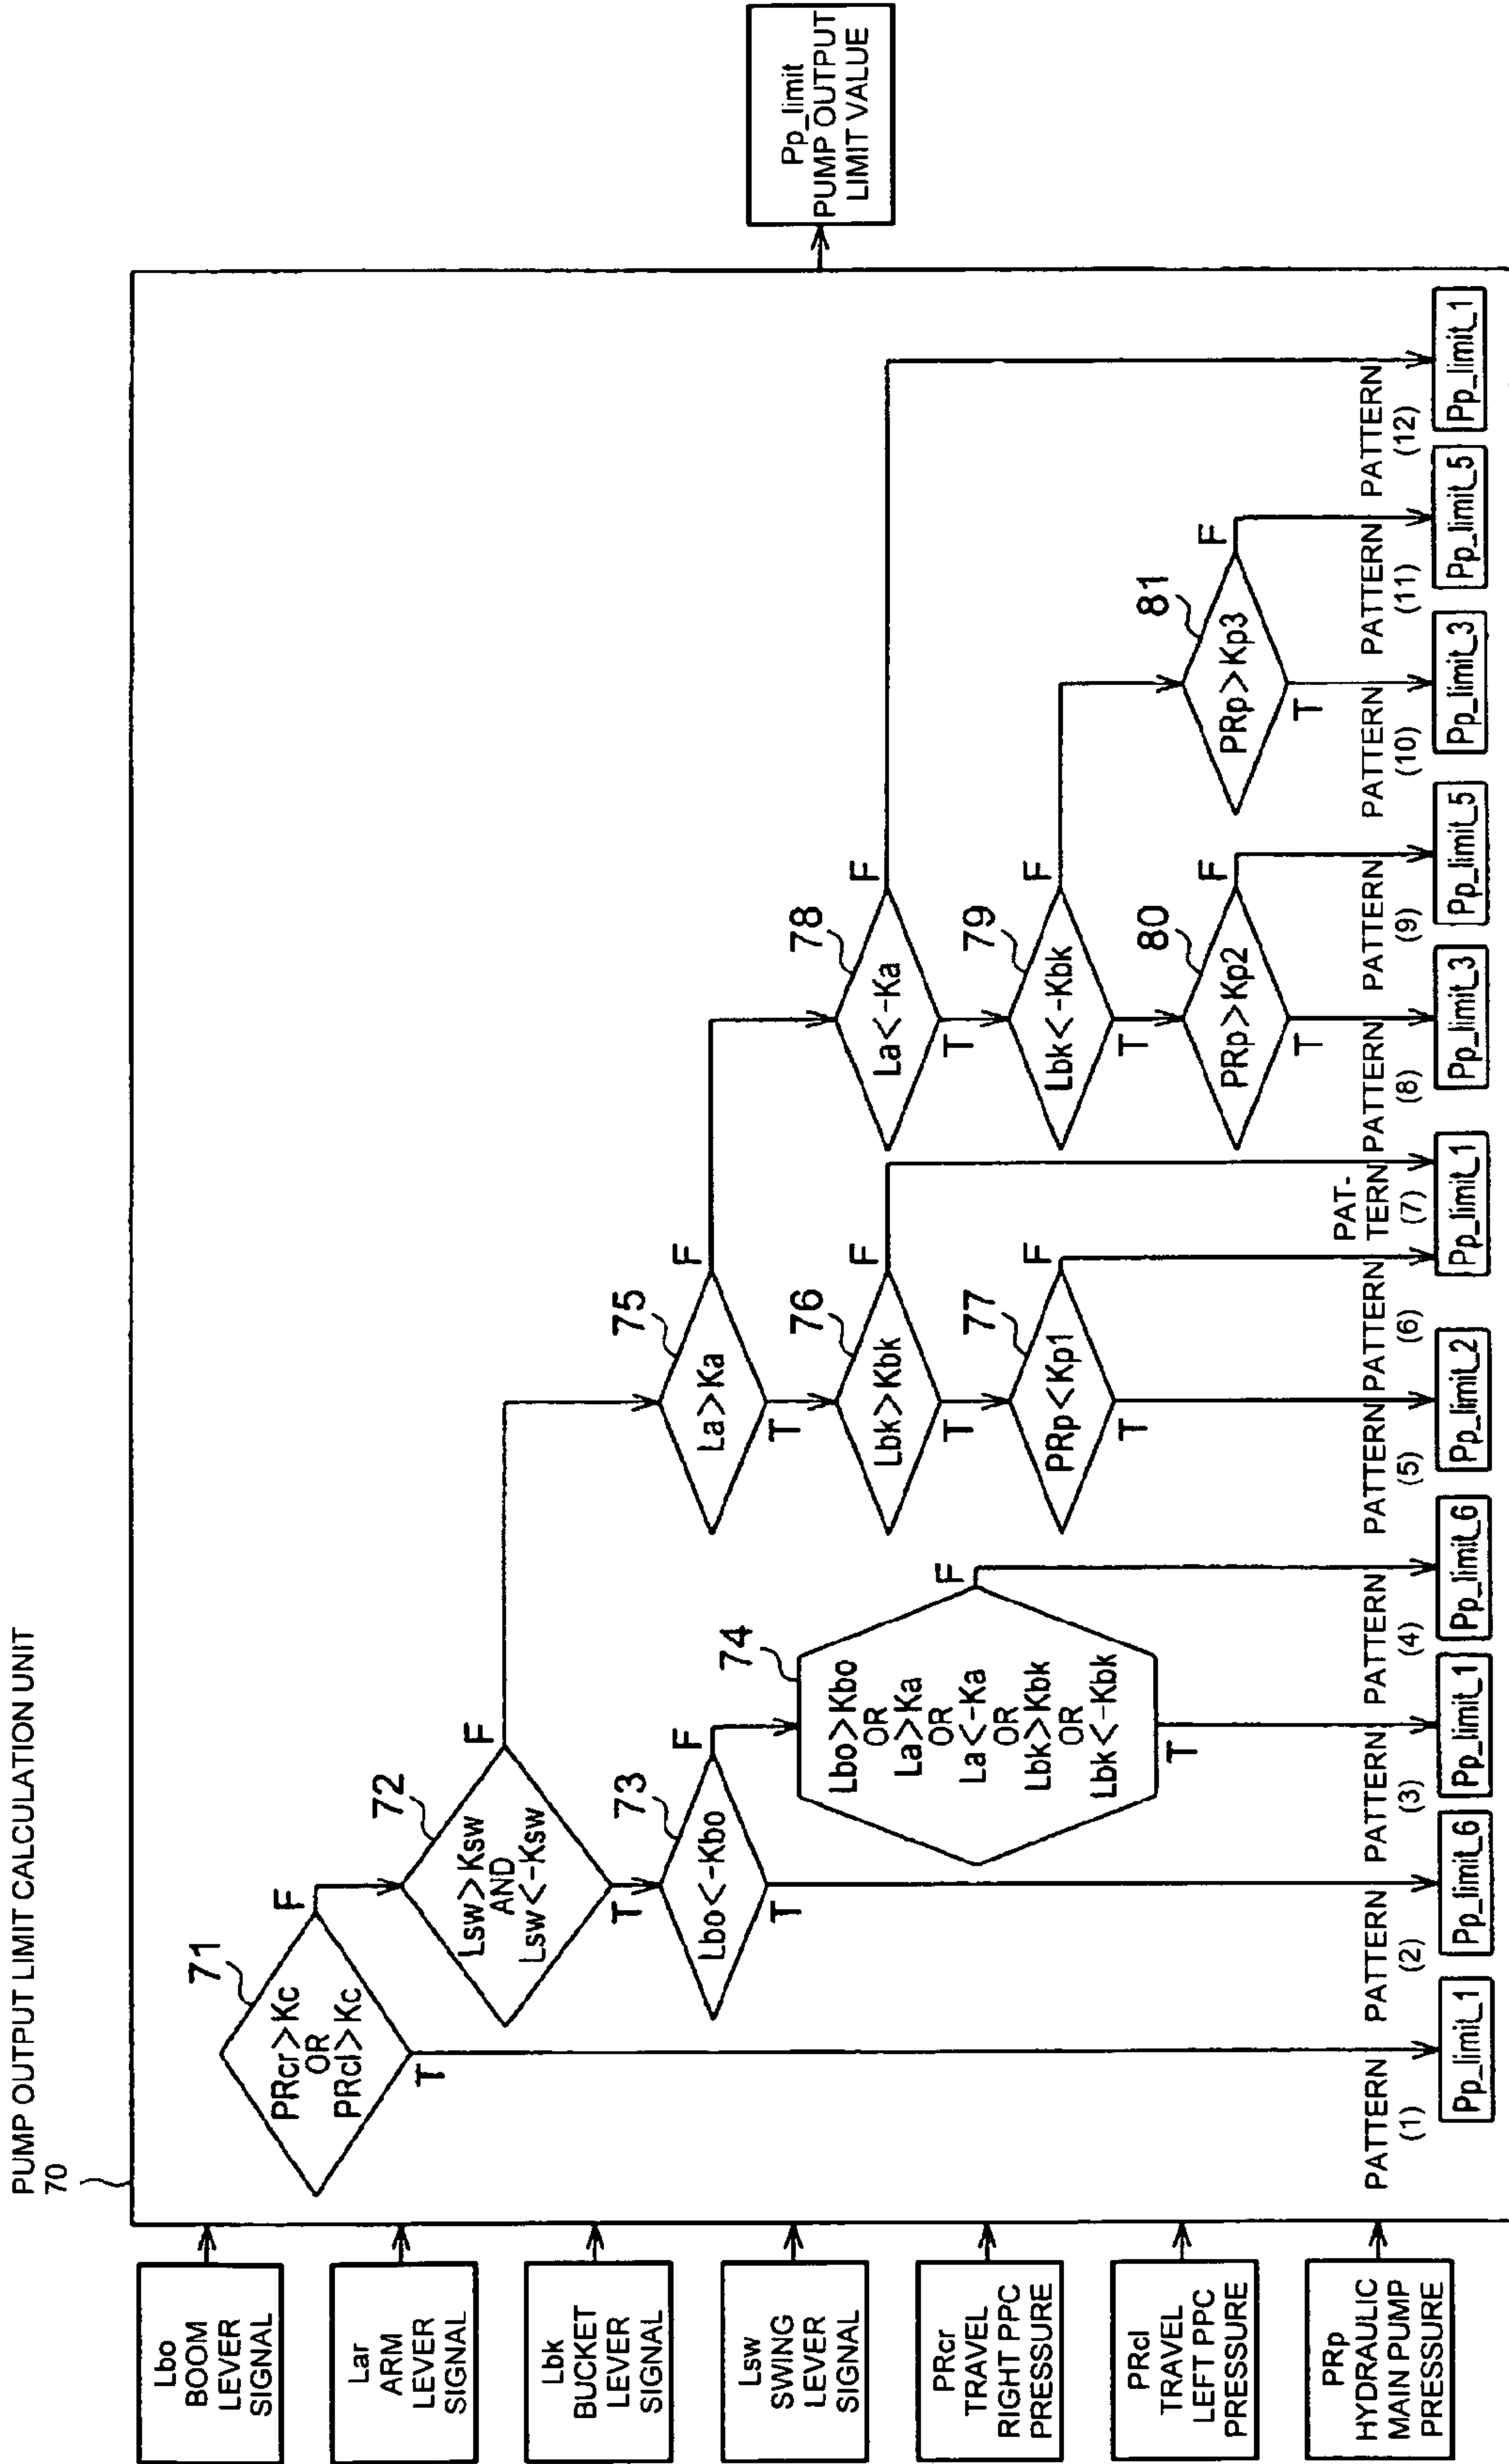 PUMP OUTPUT LIMIT CALCULATION UNIT
70
Lbo
BOOM
LEVER
SIGNAL
Lar
ARM
LEVER
SIGNAL
Lbk
BUCKET
LEVER
SIGNAL
Lsw
SWING
LEVER
SIGNAL
PRcr
TRAVEL
RIGHT PPC
PRESSURE
PRcl
TRAVEL
LEFT PPC
PRESSURE
PRp
HYDRAULIC
MAIN PUMP
PRESSURE
71
PRcr>Kc
OR
PRcl>Kc
F
T
72
Lsw>Ksw
AND
Lsw<-Ksw
F
T
73
Lbo<-Kbo
F
T
74
Lbo>Kbo
OR
La>Ka
OR
La<-Ka
OR
Lbk>Kbk
OR
Lbk<-Kbk
F
T
75
La>Ka
F
T
76
Lbk>Kbk
F
T
77
PRp<Kp1
F
T
78
La<-Ka
F
T
79
Lbk<-Kbk
F
T
80
PRp>Kp2
F
T
81
PRp>Kp3
F
T
PATTERN
(1)
PATTERN
(2)
PATTERN
(3)
PATTERN
(4)
PATTERN
(5)
PATTERN
(6)
PAT-
TERN
(7)
PATTERN
(8)
PATTERN
(9)
PATTERN
(10)
PATTERN
(11)
PATTERN
(12)
Pp_limit_1
Pp_limit_6
Pp_limit_1
Pp_limit_6
Pp_limit_2
Pp_limit_1
Pp_limit_3
Pp_limit_5
Pp_limit_3
Pp_limit_5
Pp_limit_1
Pp_limit
PUMP OUTPUT
LIMIT VALUE